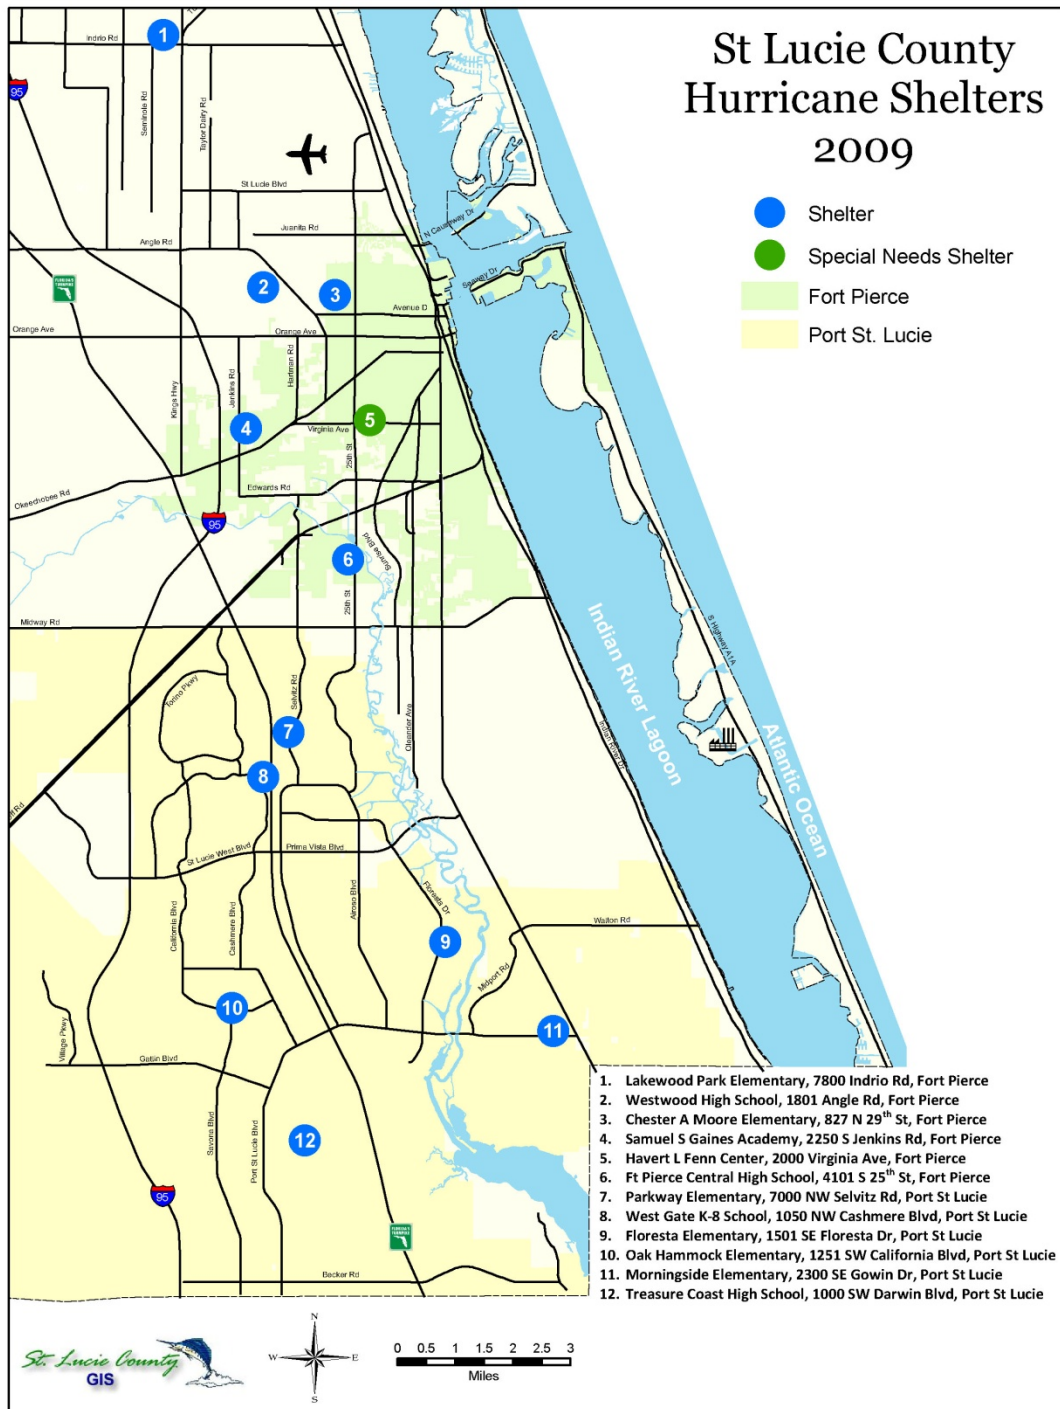 St Lucie County
Hurricane Shelters
2009
Shelter
Special Needs Shelter
Fort Pierce
Port St. Lucie
1
Indrio Rd
95
Seminole Rd
Taylor Dairy Rd
St Lucie Blvd
Juanita Rd
N Causeway Dr
Angle Rd
Seaway Dr
2
3
Avenue D
Orange Ave
Orange Ave
Hartman Rd
Kings Hwy
Jenkins Rd
4
Virginia Ave
5
25th St
Okeechobee Rd
Edwards Rd
95
6
Sunrise Blvd
25th St
Midway Rd
Indian River Lagoon
S Highway A1A
Torino Pkwy
Selvitz Rd
Oleander Ave
7
Indian River Dr
Atlantic Ocean
8
St Lucie West Blvd
Prima Vista Blvd
Floresta Dr
Airoso Blvd
California Blvd
Cashmere Blvd
9
Walton Rd
Midport Rd
10
11
Village Pkwy
Gatlin Blvd
Savona Blvd
Port St Lucie Blvd
12
95
Becker Rd
1. Lakewood Park Elementary, 7800 Indrio Rd, Fort Pierce
2. Westwood High School, 1801 Angle Rd, Fort Pierce
3. Chester A Moore Elementary, 827 N 29th St, Fort Pierce
4. Samuel S Gaines Academy, 2250 S Jenkins Rd, Fort Pierce
5. Havert L Fenn Center, 2000 Virginia Ave, Fort Pierce
6. Ft Pierce Central High School, 4101 S 25th St, Fort Pierce
7. Parkway Elementary, 7000 NW Selvitz Rd, Port St Lucie
8. West Gate K-8 School, 1050 NW Cashmere Blvd, Port St Lucie
9. Floresta Elementary, 1501 SE Floresta Dr, Port St Lucie
10. Oak Hammock Elementary, 1251 SW California Blvd, Port St Lucie
11. Morningside Elementary, 2300 SE Gowin Dr, Port St Lucie
12. Treasure Coast High School, 1000 SW Darwin Blvd, Port St Lucie
St. Lucie County
GIS
N
W E
S
0 0.5 1 1.5 2 2.5 3
Miles